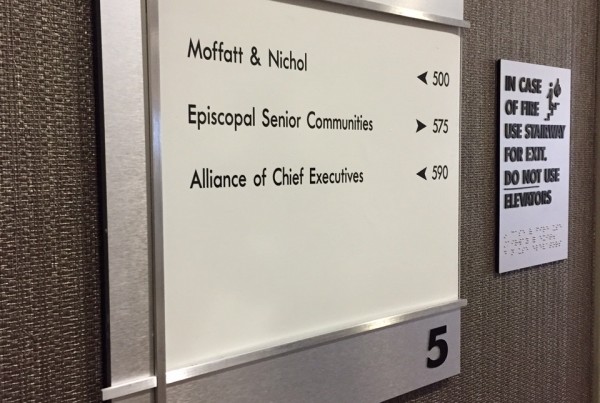 Moffatt & Nichol ◄ 500
Episcopal Senior Communities ► 575
Alliance of Chief Executives ◄ 590
5
IN CASE
OF FIRE
USE STAIRWAY
FOR EXIT.
DO NOT USE
ELEVATORS